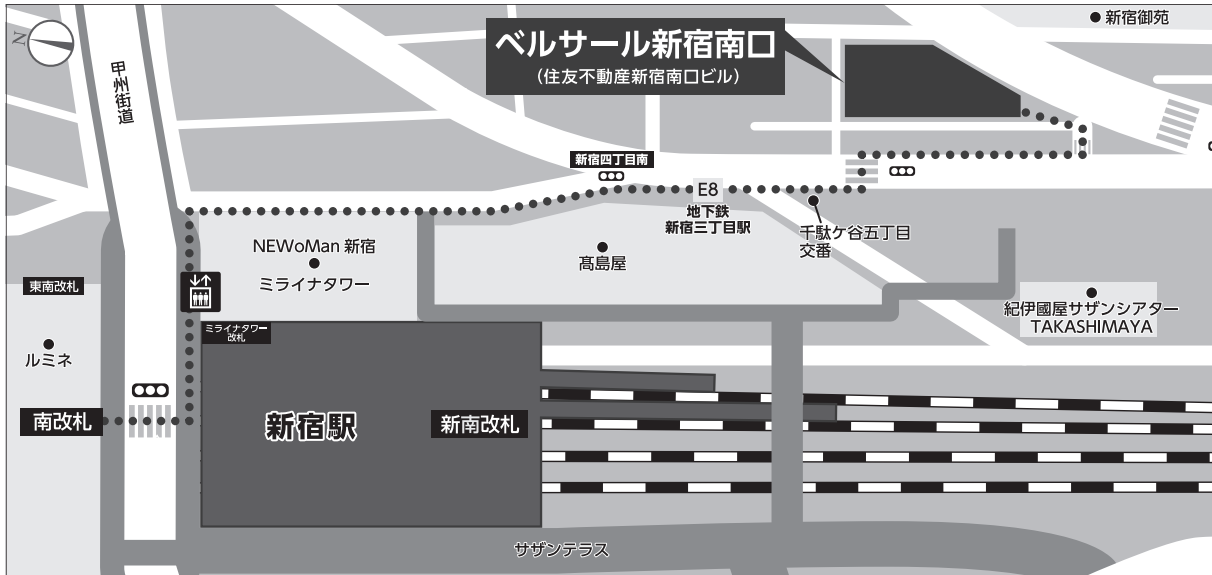 N
甲州街道
ベルサール新宿南口
（住友不動産新宿南口ビル）
新宿御苑
新宿四丁目南
E8
地下鉄
新宿三丁目駅
千駄ケ谷五丁目
交番
NEWoMan 新宿
ミライナタワー
髙島屋
東南改札
ルミネ
南改札
ミライナタワー
改札
新宿駅
新南改札
紀伊國屋サザンシアター
TAKASHIMAYA
サザンテラス